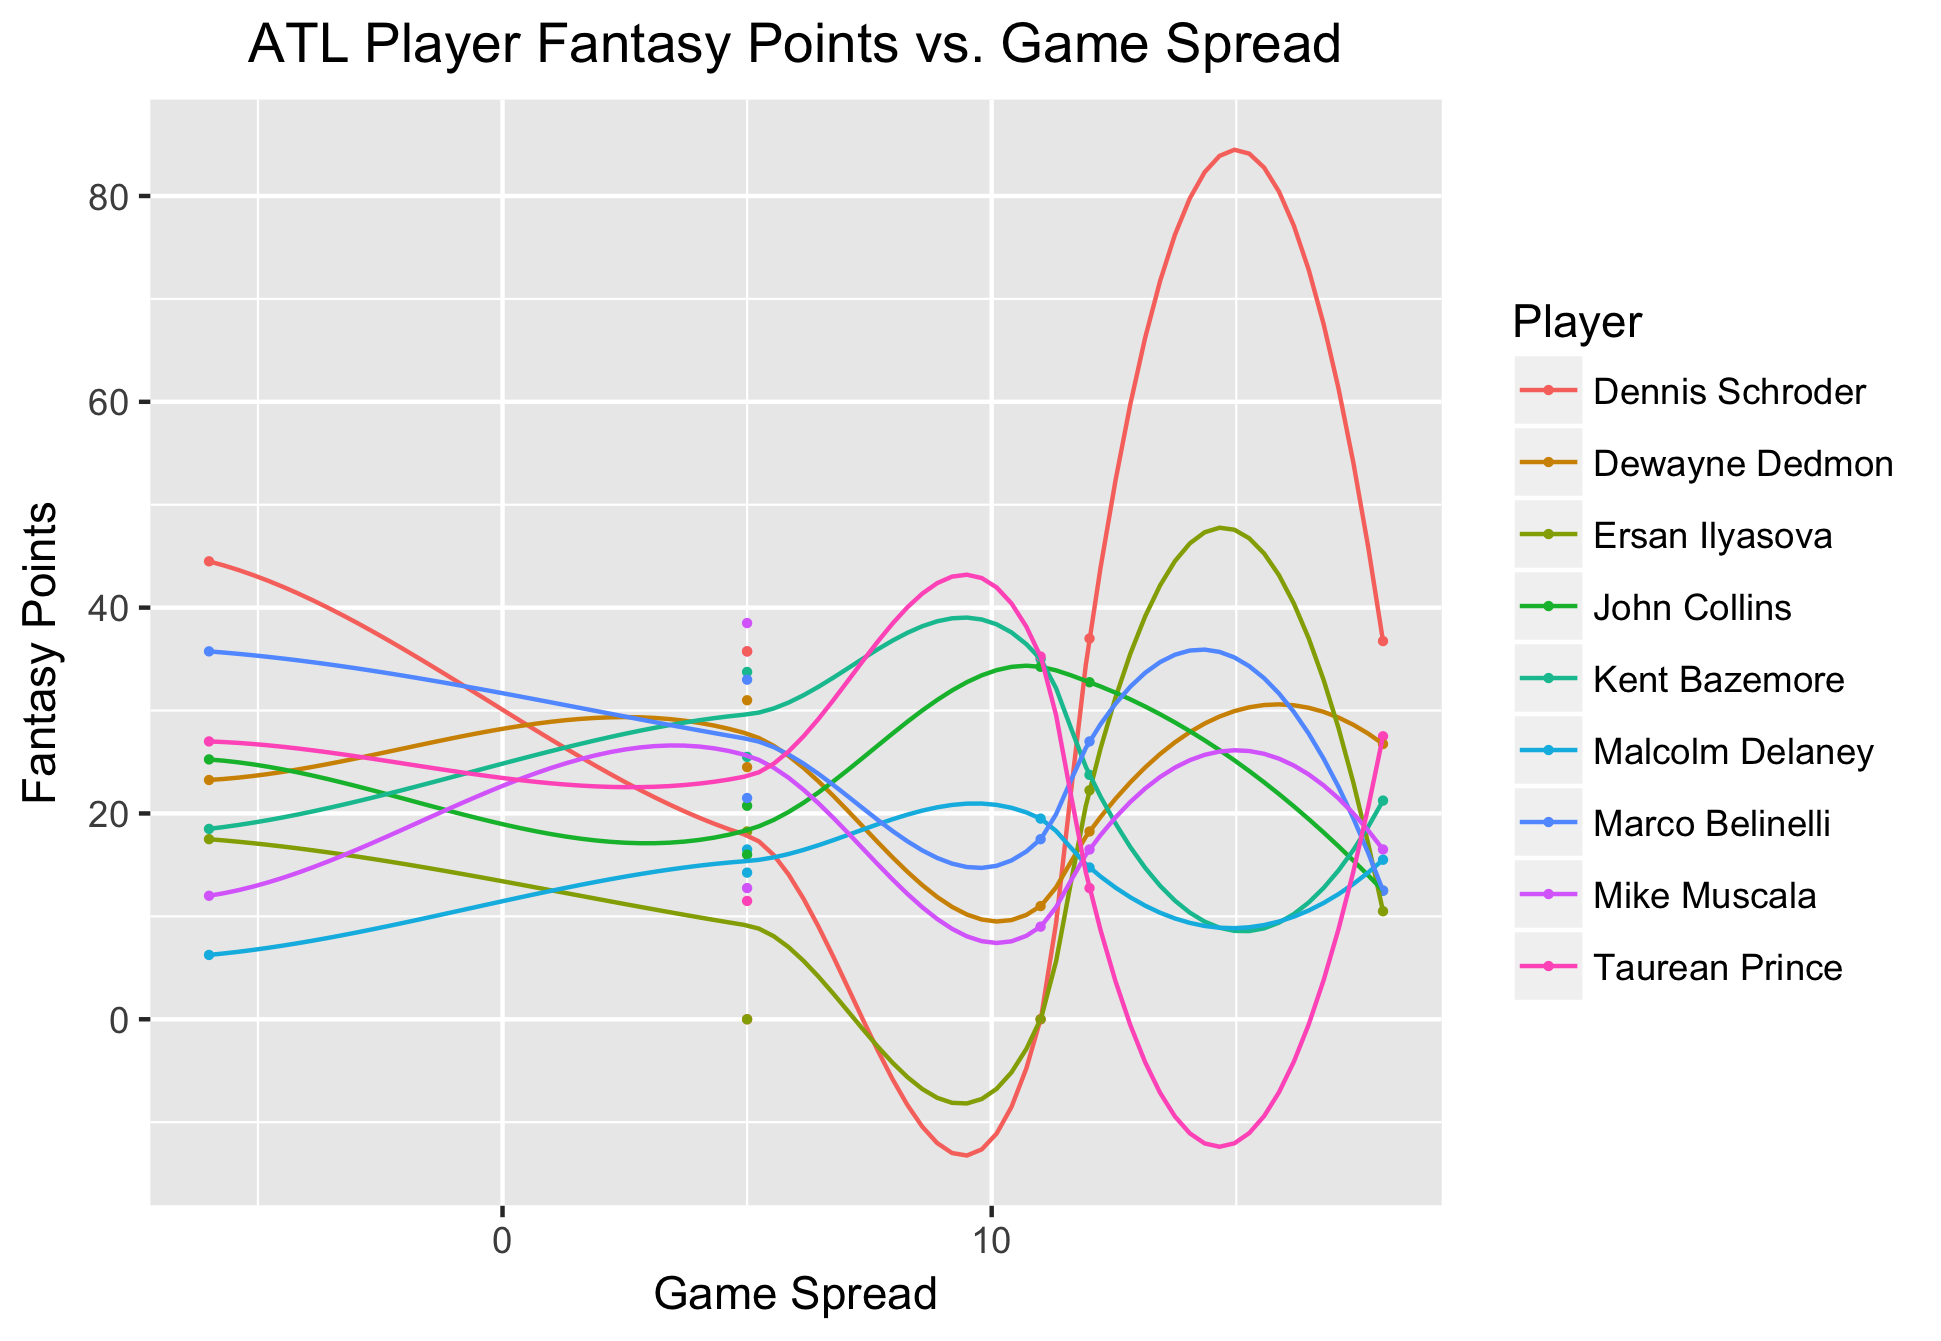 ATL Player Fantasy Points vs. Game Spread
Fantasy Points
80
60
40
20
0
0
10
Game Spread
Player
Dennis Schroder
Dewayne Dedmon
Ersan Ilyasova
John Collins
Kent Bazemore
Malcolm Delaney
Marco Belinelli
Mike Muscala
Taurean Prince